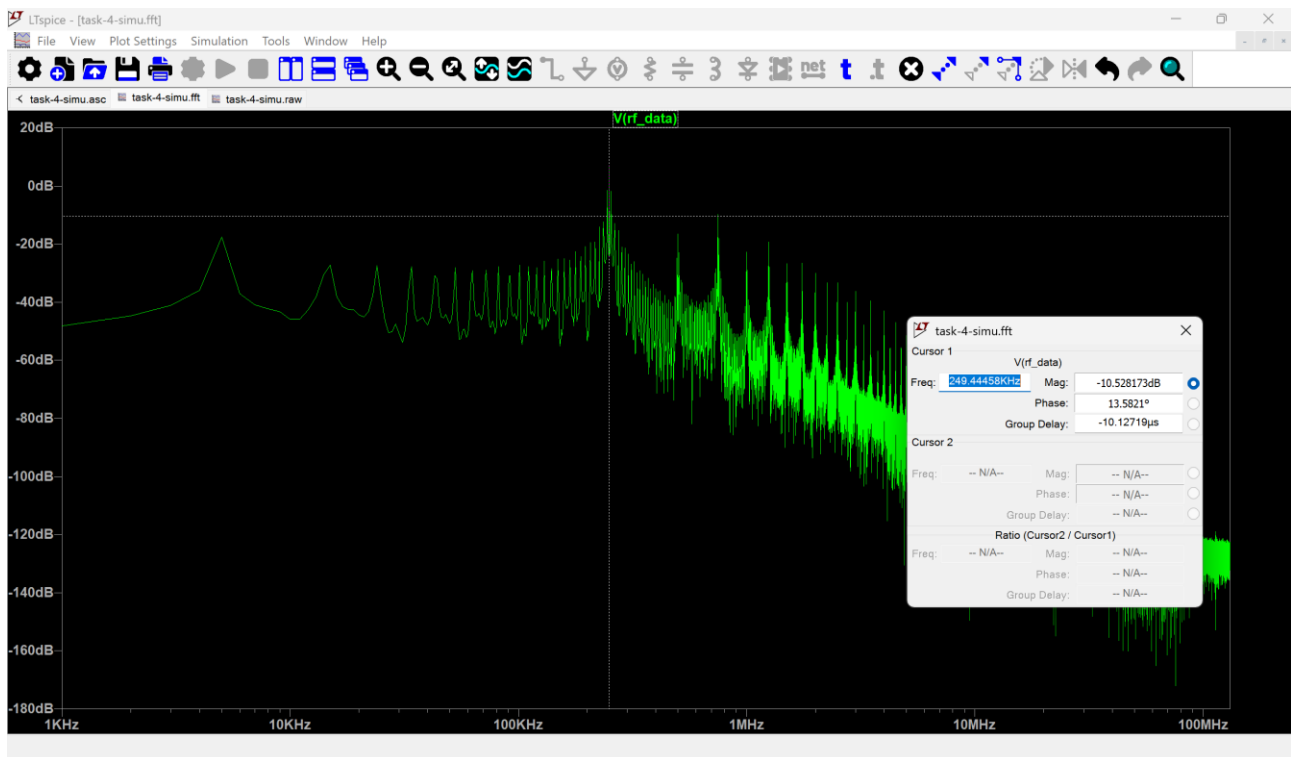 LTspice - [task-4-simu.fft]
File View Plot Settings Simulation Tools Window Help
net t t
task-4-simu.asc task-4-simu.fft task-4-simu.raw
V(rf_data)
20dB
0dB
-20dB
-40dB
-60dB
-80dB
-100dB
-120dB
-140dB
-160dB
-180dB
1KHz 10KHz 100KHz 1MHz 10MHz 100MHz
task-4-simu.fft
Cursor 1
V(rf_data)
Freq: 249.44458KHz Mag: -10.528173dB
Phase: 13.5821°
Group Delay: -10.12719µs
Cursor 2
Freq: -- N/A-- Mag: -- N/A--
Phase: -- N/A--
Group Delay: -- N/A--
Ratio (Cursor2 / Cursor1)
Freq: -- N/A-- Mag: -- N/A--
Phase: -- N/A--
Group Delay: -- N/A--